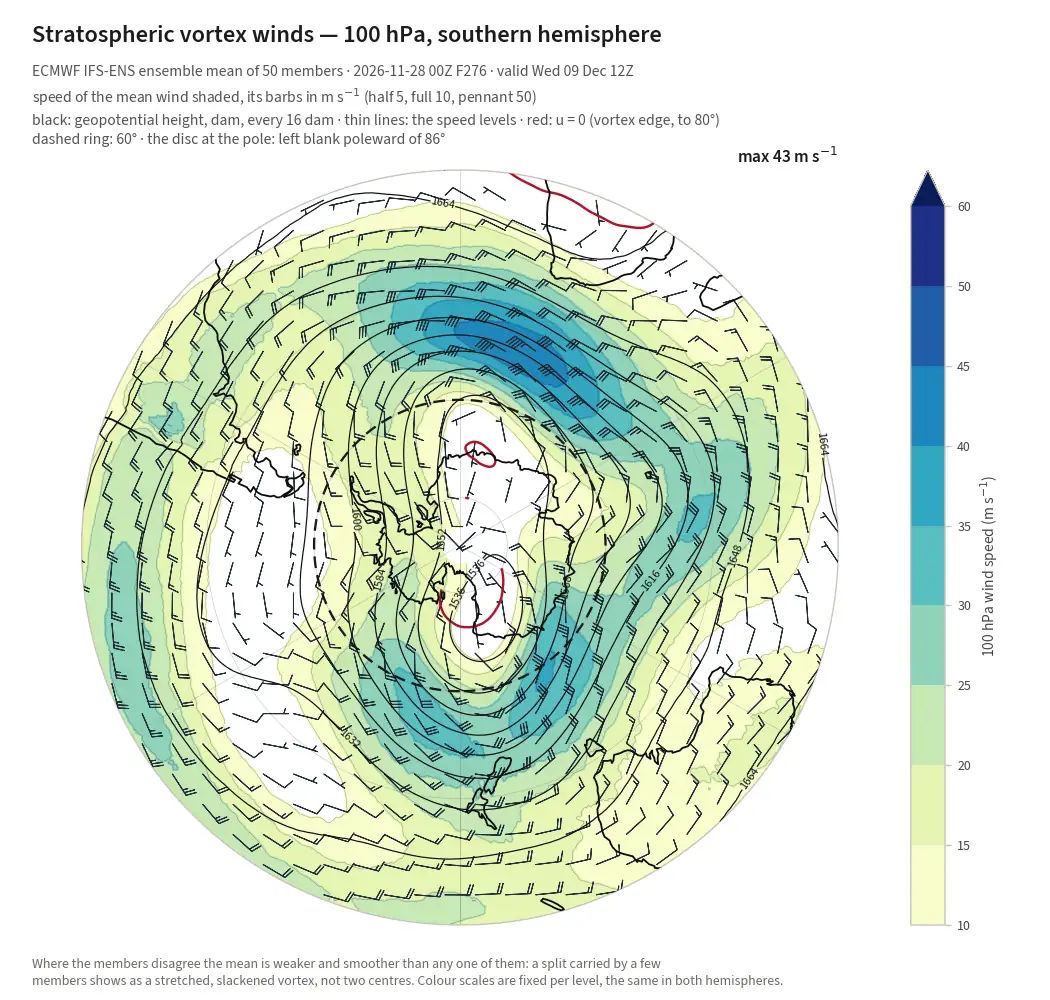 Stratospheric vortex winds — 100 hPa, southern hemisphere
ECMWF IFS-ENS ensemble mean of 50 members · 2026-11-28 00Z F276 · valid Wed 09 Dec 12Z
speed of the mean wind shaded, its barbs in m s⁻¹ (half 5, full 10, pennant 50)
black: geopotential height, dam, every 16 dam · thin lines: the speed levels · red: u = 0 (vortex edge, to 80°)
dashed ring: 60° · the disc at the pole: left blank poleward of 86°
max 43 m s⁻¹
1664
1664
1600
1552
1536
1536
1584
1568
1616
1648
1632
1664
60
50
45
40
35
30
25
20
15
10
100 hPa wind speed (m s⁻¹)
Where the members disagree the mean is weaker and smoother than any one of them: a split carried by a few
members shows as a stretched, slackened vortex, not two centres. Colour scales are fixed per level, the same in both hemispheres.